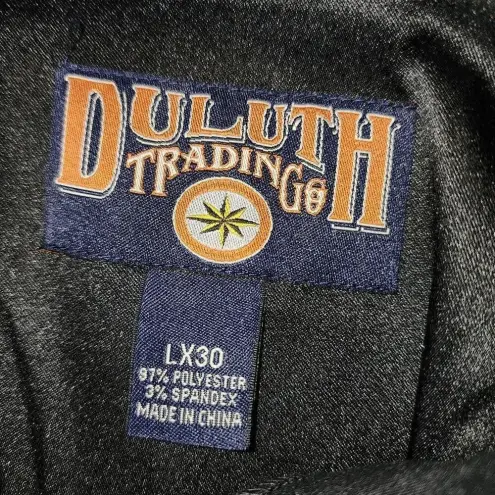 DULUTH
TRADING CO
LX30
97% POLYESTER
3% SPANDEX
MADE IN CHINA